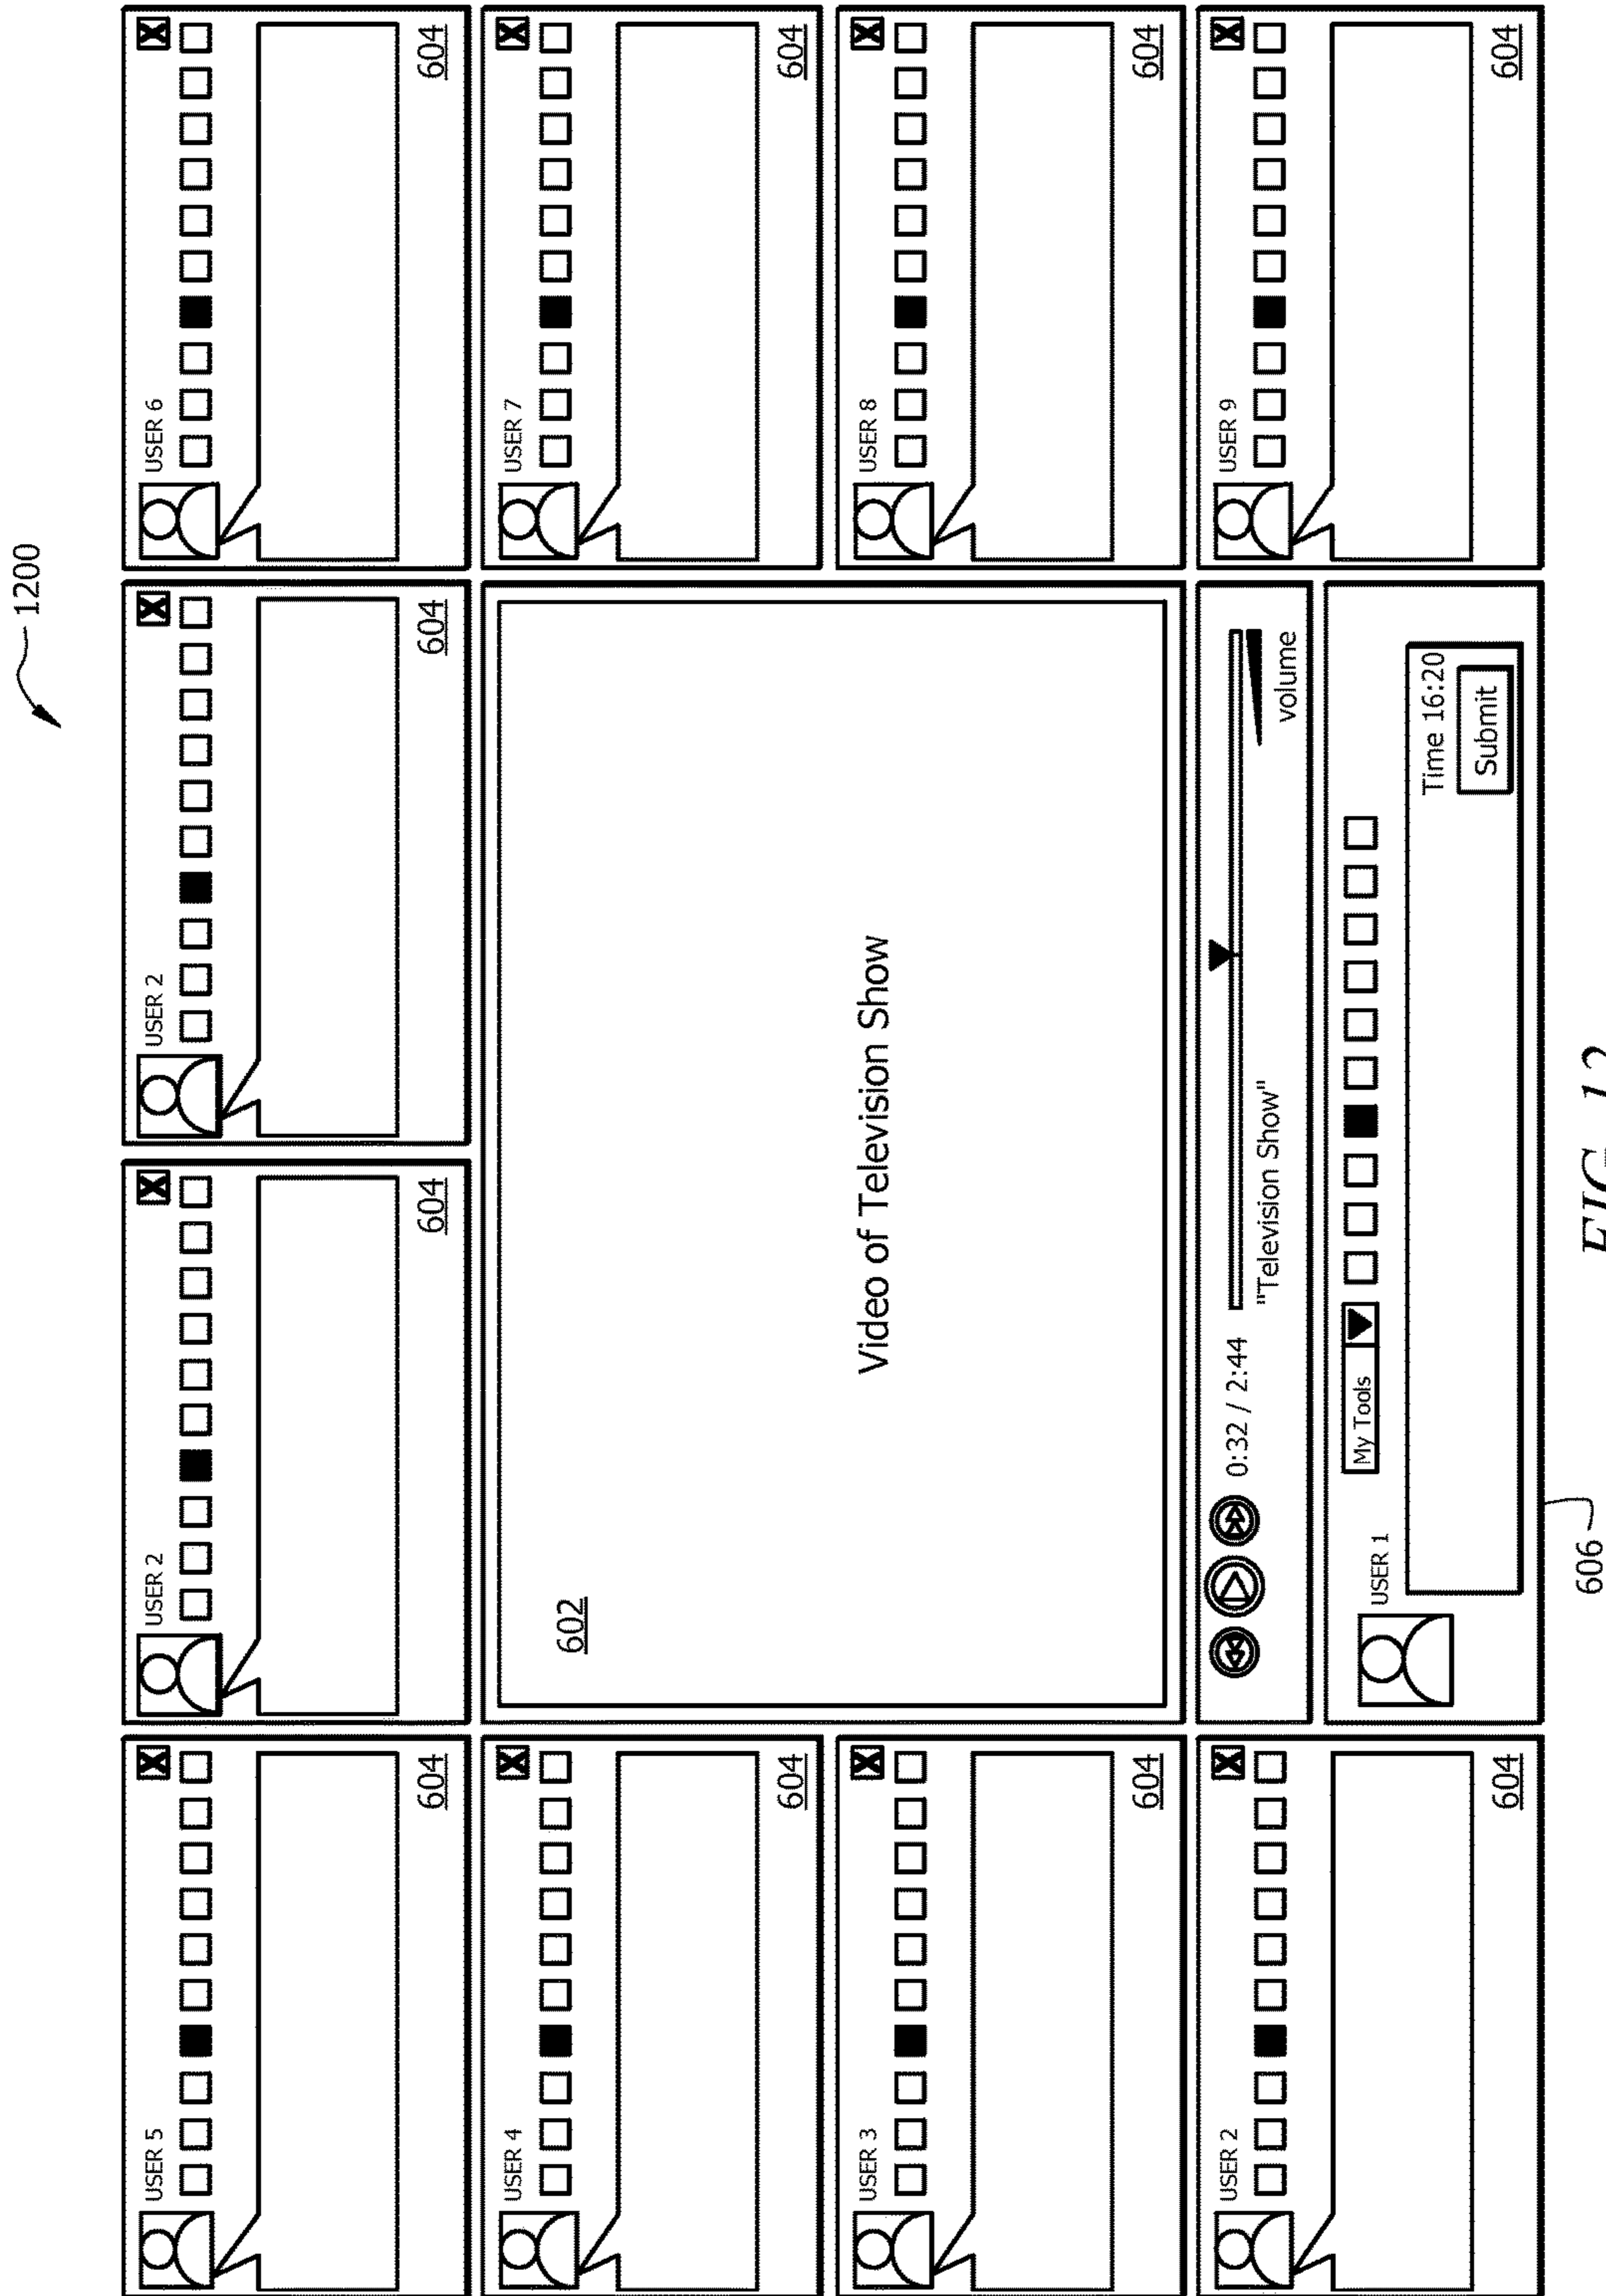 1200
USER 5
604
USER 2
604
USER 2
604
USER 6
604
USER 4
604
602
Video of Television Show
USER 7
604
USER 3
604
USER 8
604
USER 2
604
0:32 / 2:44
"Television Show"
volume
USER 1
My Tools
Time 16:20
Submit
USER 9
604
606
FIG. 12